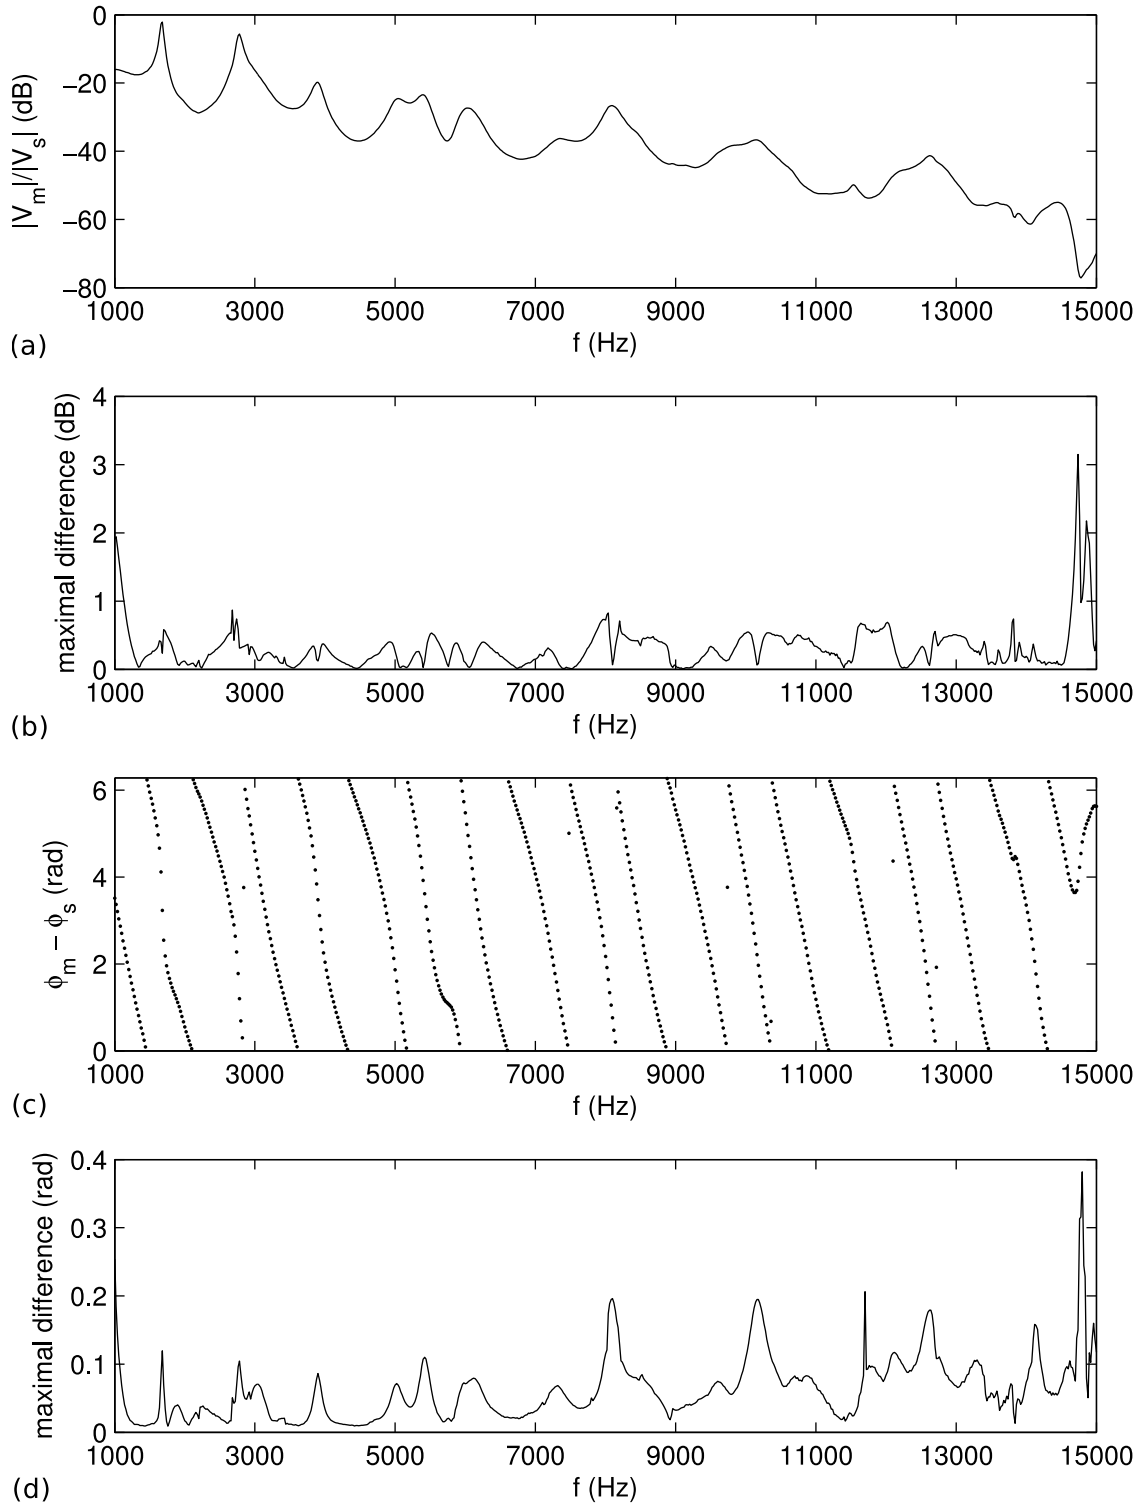 0
−20
−40
−60
−80
|V_m|/|V_s| (dB)
1000 3000 5000 7000 9000 11000 13000 15000
f (Hz)
(a)
4
3
2
1
0
maximal difference (dB)
1000 3000 5000 7000 9000 11000 13000 15000
f (Hz)
(b)
6
4
2
0
ϕ_m − ϕ_s (rad)
1000 3000 5000 7000 9000 11000 13000 15000
f (Hz)
(c)
0.4
0.3
0.2
0.1
0
maximal difference (rad)
1000 3000 5000 7000 9000 11000 13000 15000
f (Hz)
(d)